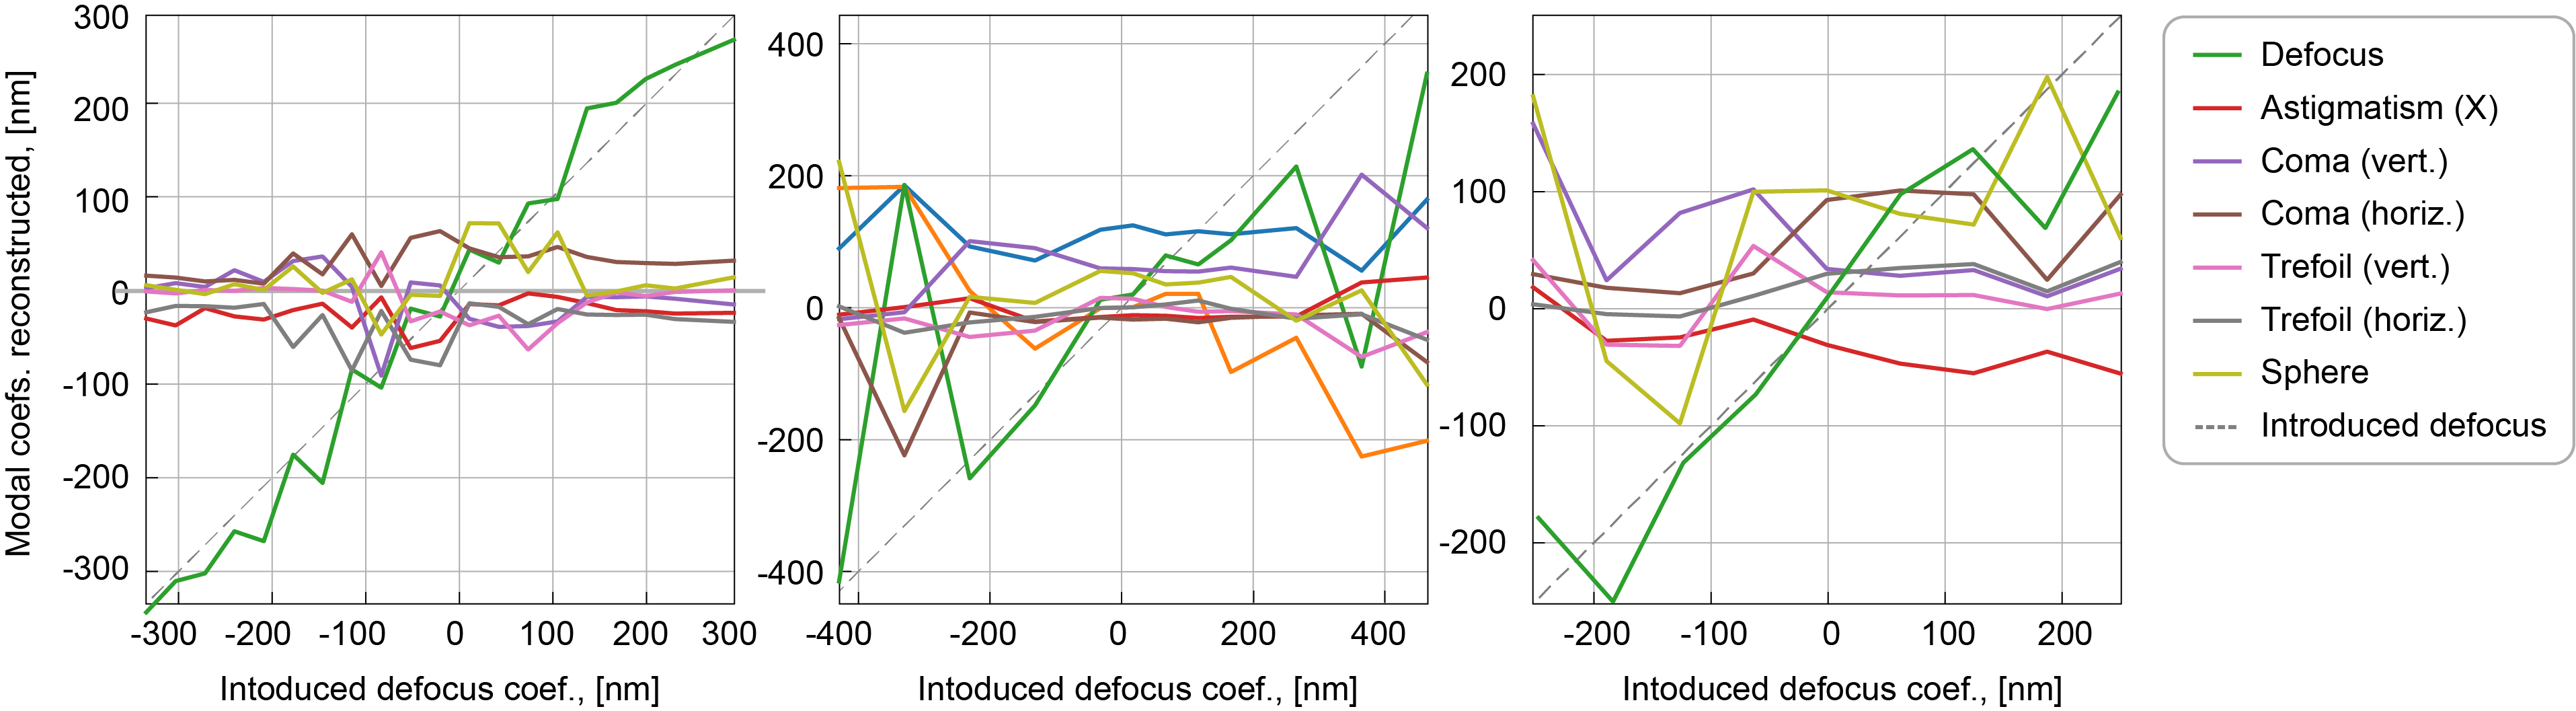 Modal coefs. reconstructed, [nm]
300
200
100
0
-100
-200
-300
-300 -200 -100 0 100 200 300
Intoduced defocus coef., [nm]
400
200
0
-200
-400
-400 -200 0 200 400
Intoduced defocus coef., [nm]
200
100
0
-100
-200
-200 -100 0 100 200
Intoduced defocus coef., [nm]
Defocus
Astigmatism (X)
Coma (vert.)
Coma (horiz.)
Trefoil (vert.)
Trefoil (horiz.)
Sphere
Introduced defocus